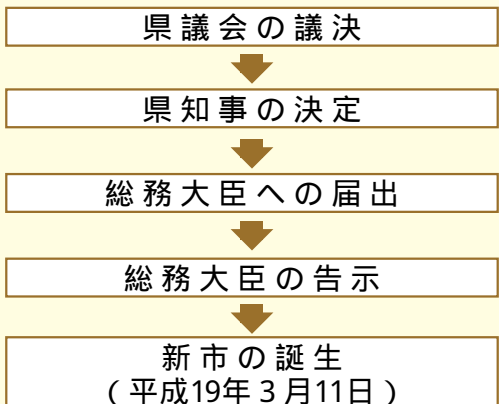 県議会の議決
県知事の決定
総務大臣への届出
総務大臣の告示
新市の誕生
(平成19年3月11日)